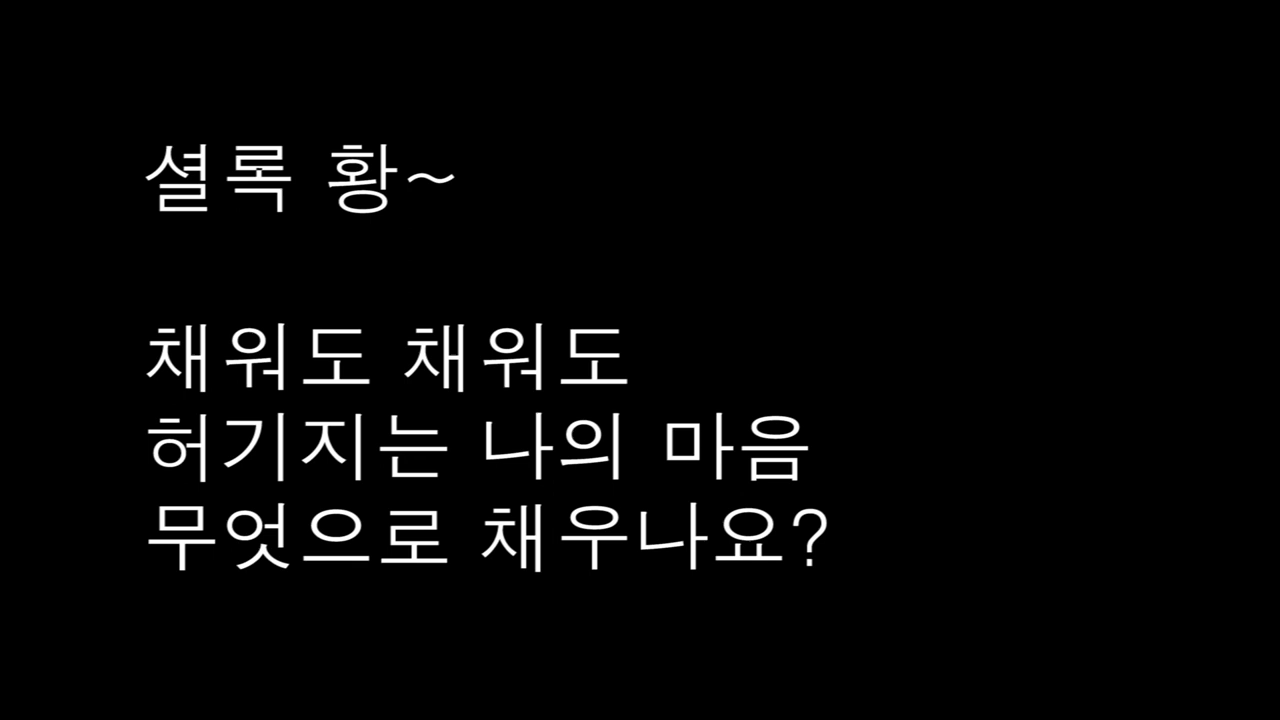 셜록 황~
채워도 채워도
허기지는 나의 마음
무엇으로 채우나요?